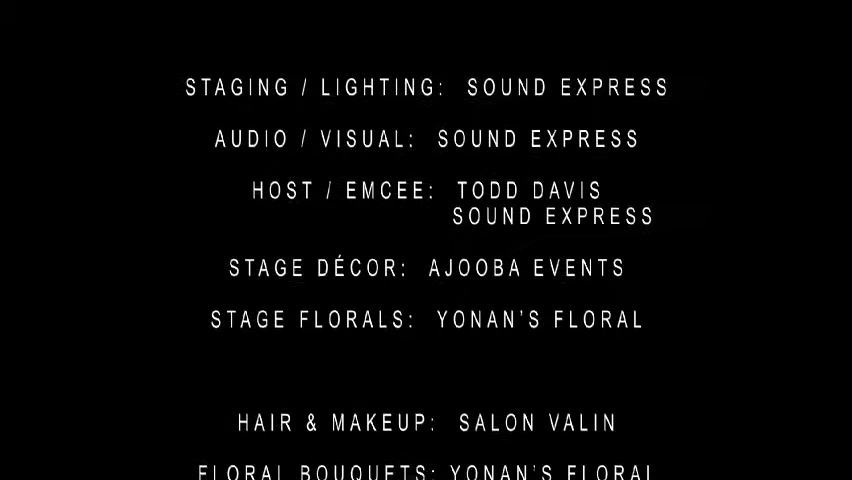 STAGING / LIGHTING: SOUND EXPRESS
AUDIO / VISUAL: SOUND EXPRESS
HOST / EMCEE: TODD DAVIS
SOUND EXPRESS
STAGE DÉCOR: AJOOBA EVENTS
STAGE FLORALS: YONAN'S FLORAL
HAIR & MAKEUP: SALON VALIN
FLORAL BOUQUETS: YONAN'S FLORAL